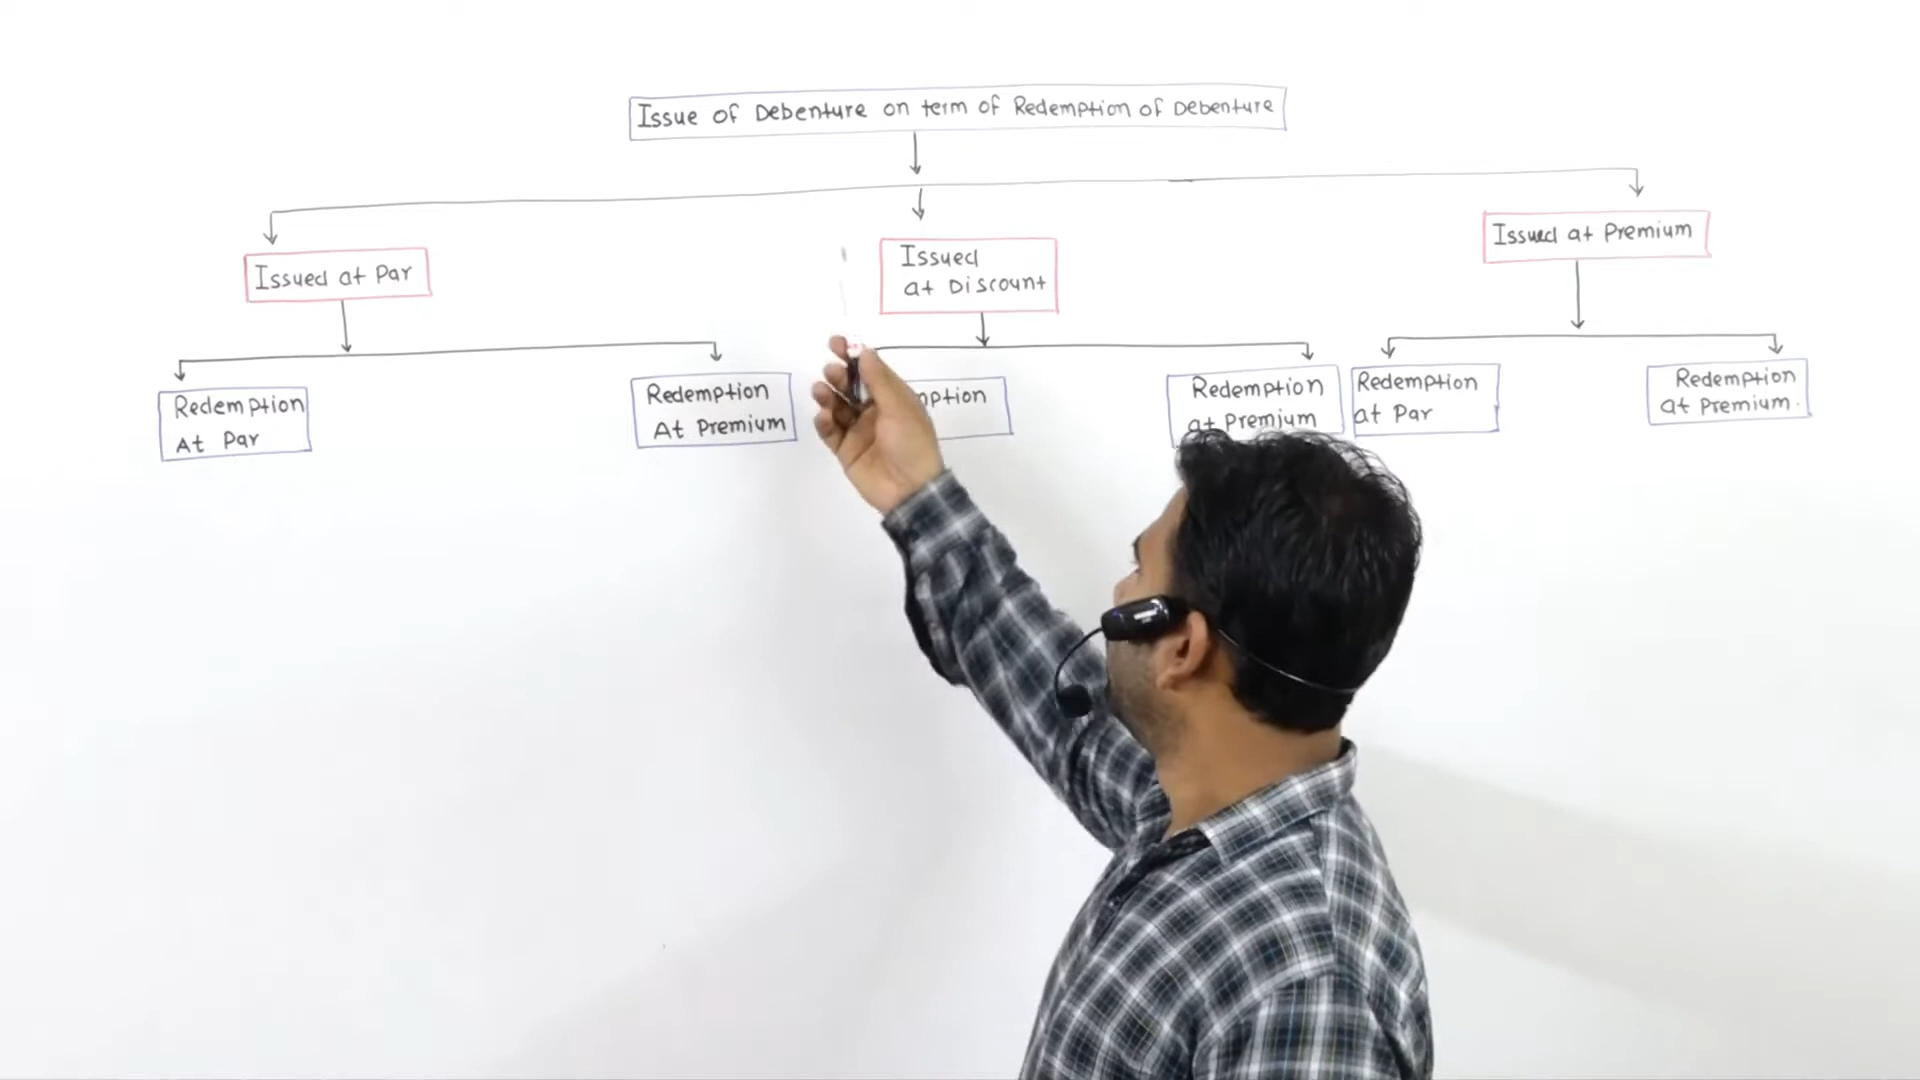 Issue of Debenture on term of Redemption of Debenture
Issued at Par
Issued
at Discount
Issued at Premium
Redemption
At Par
Redemption
At Premium
Redemption
at Premium
Redemption
at Par
Redemption
at Premium.